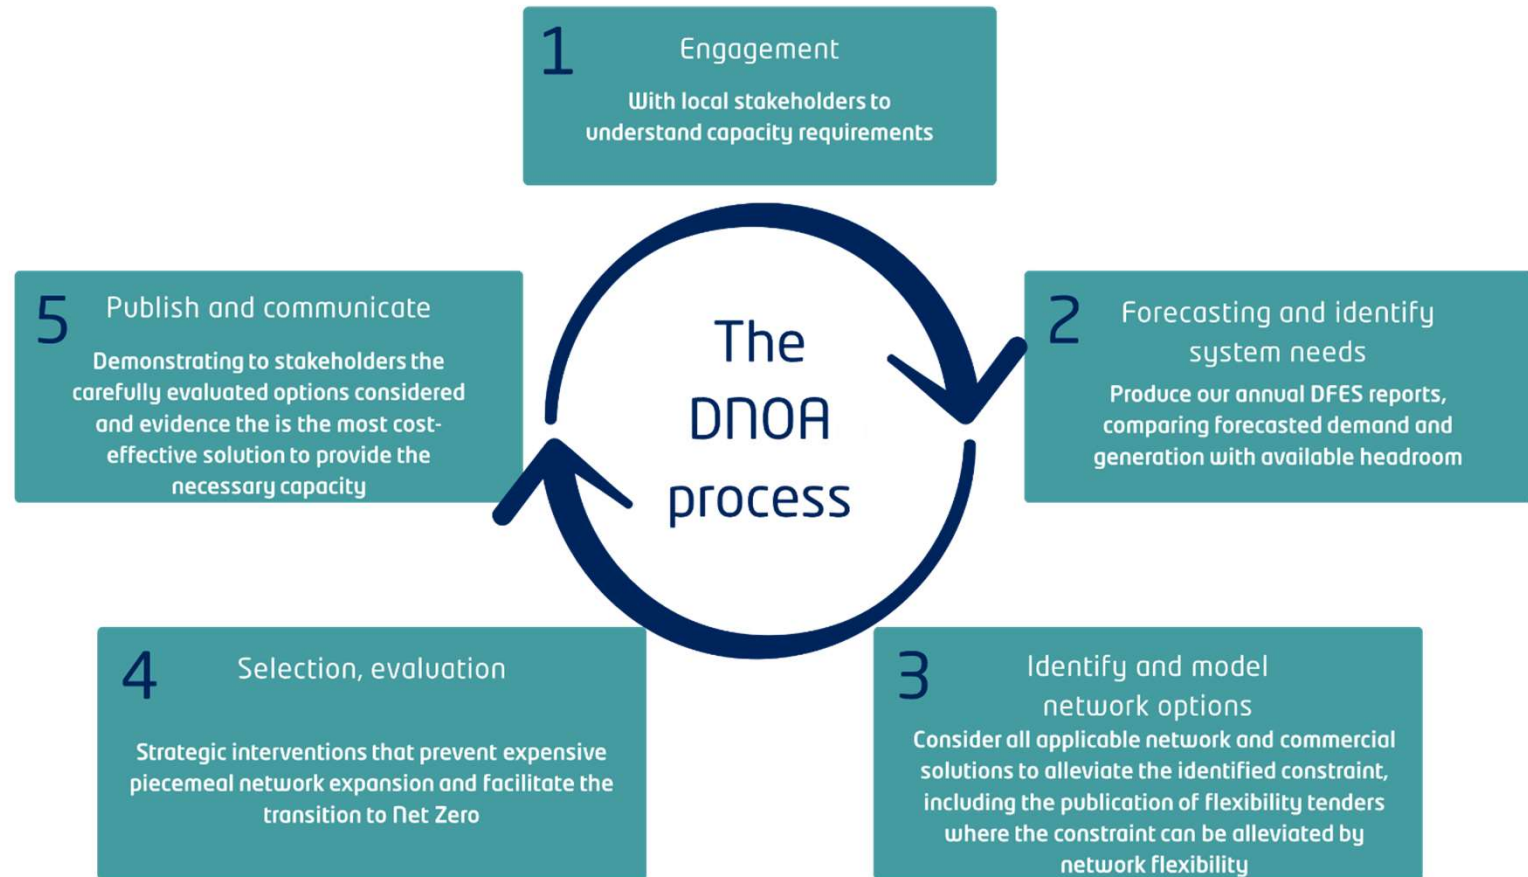 1
Engagement
With local stakeholders to
understand capacity requirements
2
Forecasting and identify
system needs
Produce our annual DFES reports,
comparing forecasted demand and
generation with available headroom
3
Identify and model
network options
Consider all applicable network and commercial
solutions to alleviate the identified constraint,
including the publication of flexibility tenders
where the constraint can be alleviated by
network flexibility
4
Selection, evaluation
Strategic interventions that prevent expensive
piecemeal network expansion and facilitate the
transition to Net Zero
5
Publish and communicate
Demonstrating to stakeholders the
carefully evaluated options considered
and evidence the is the most cost-
effective solution to provide the
necessary capacity
The
DNOA
process